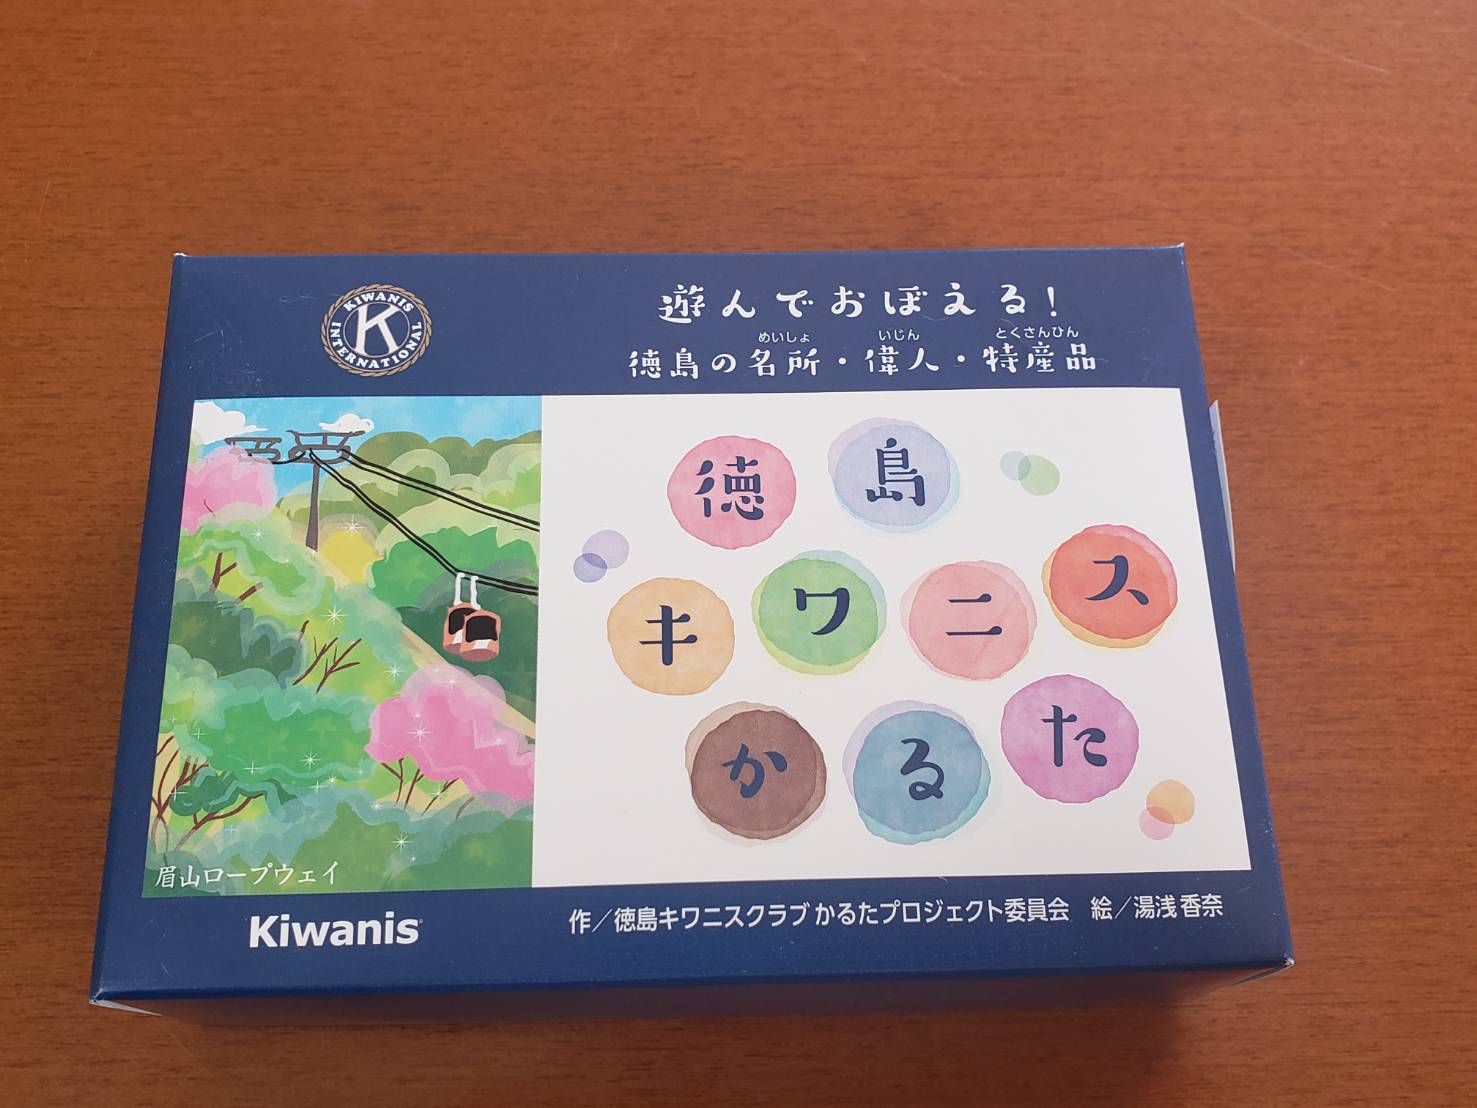 KIWANIS INTERNATIONAL
K
遊んでおぼえる!
めいしょ いじん とくさんひん
徳島の名所・偉人・特産品
徳島
キワニス
かるた
眉山ロープウェイ
Kiwanis
作/徳島キワニスクラブ かるたプロジェクト委員会 絵/湯浅 香奈